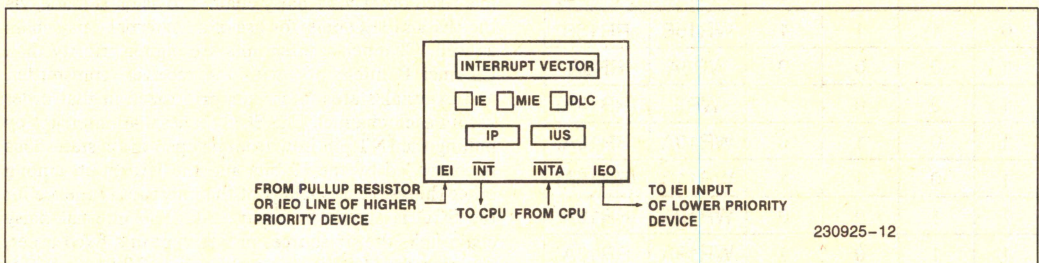 INTERRUPT VECTOR
IE MIE DLC
IP IUS
IEI INT INTA IEO
FROM PULLUP RESISTOR
OR IEO LINE OF HIGHER
PRIORITY DEVICE
TO CPU FROM CPU
TO IEI INPUT
OF LOWER PRIORITY
DEVICE
230925-12